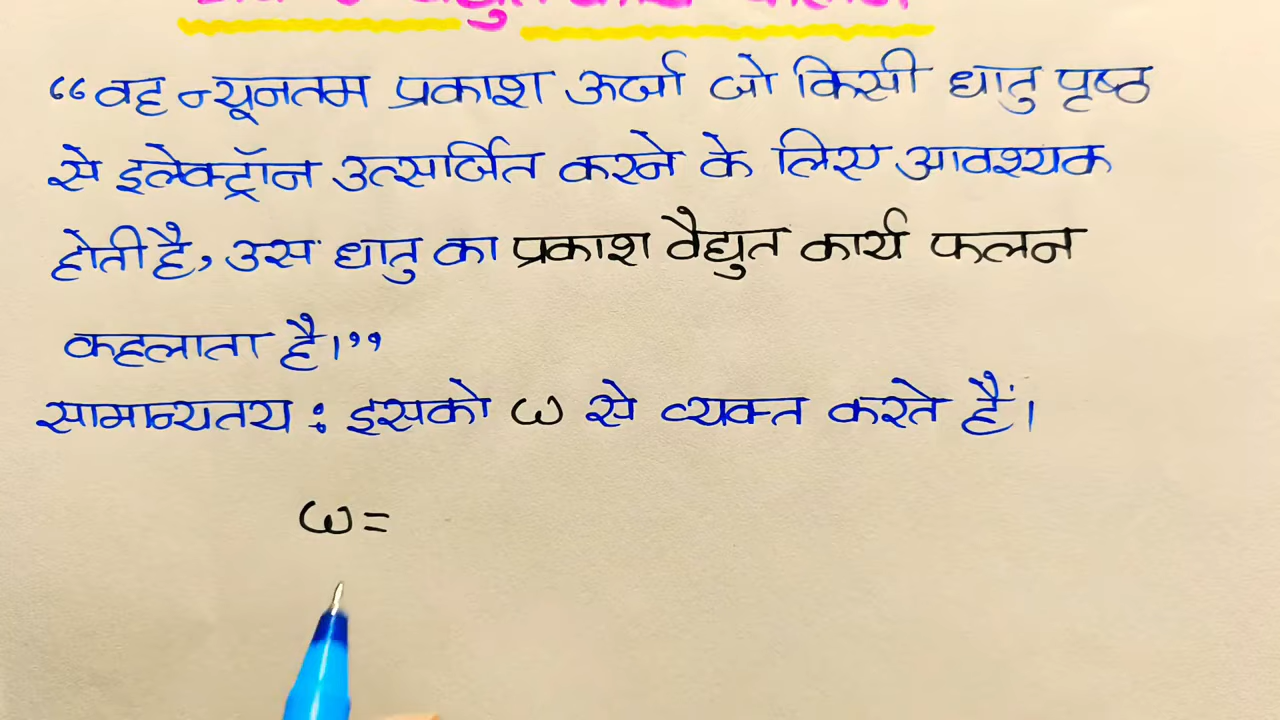 “वह न्यूनतम प्रकाश ऊर्जा जो किसी धातु पृष्ठ
से इलेक्ट्रॉन उत्सर्जित करने के लिए आवश्यक
होती है, उस धातु का प्रकाश वैद्युत कार्य फलन
कहलाता है।”
सामान्यतय : इसको ω से व्यक्त करते हैं।
ω =